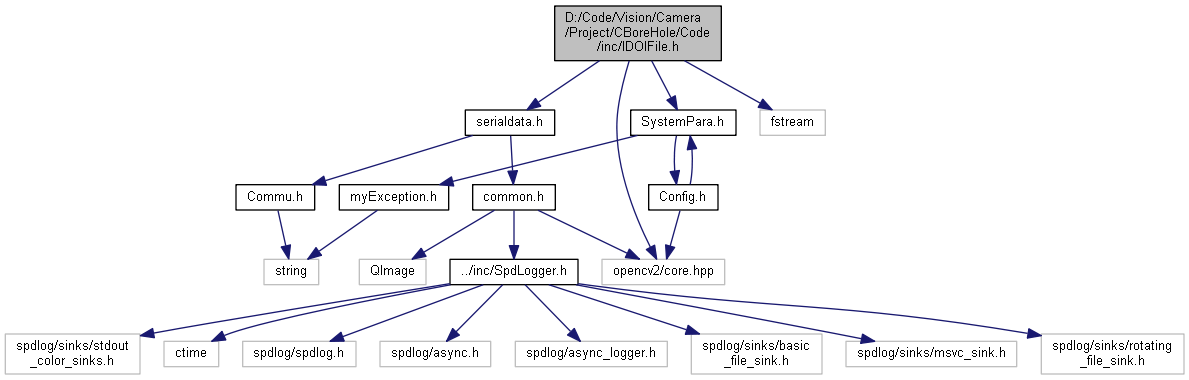 D:/Code/Vision/Camera
/Project/CBoreHole/Code
/inc/IDOIFile.h
serialdata.h
SystemPara.h
fstream
Commu.h
myException.h
common.h
Config.h
string
QImage
../inc/SpdLogger.h
opencv2/core.hpp
spdlog/sinks/stdout
_color_sinks.h
ctime
spdlog/spdlog.h
spdlog/async.h
spdlog/async_logger.h
spdlog/sinks/basic
_file_sink.h
spdlog/sinks/msvc_sink.h
spdlog/sinks/rotating
_file_sink.h